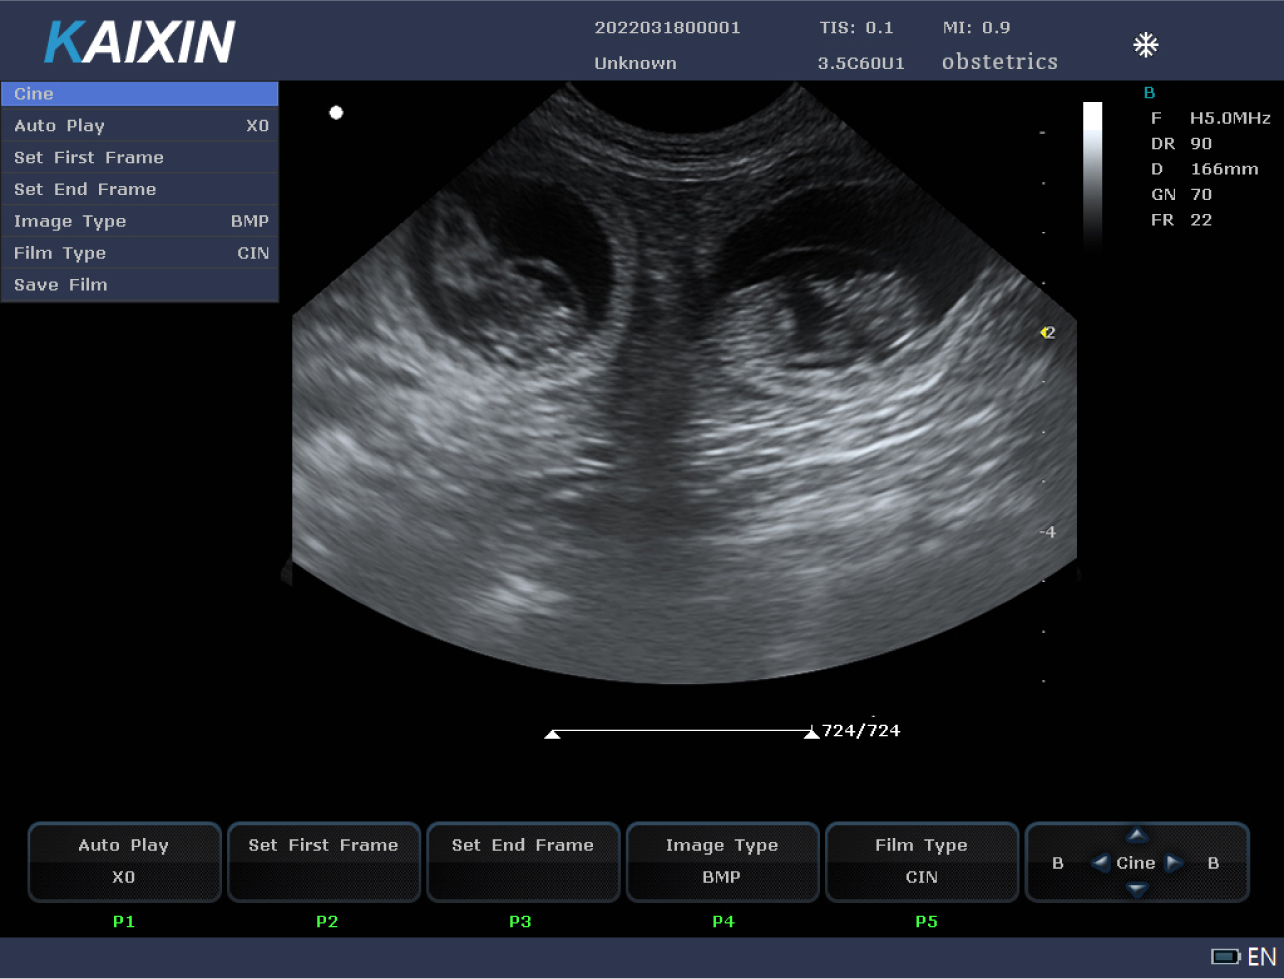 KAIXIN
2022031800001 TIS: 0.1 MI: 0.9
Unknown 3.5C60U1 obstetrics
Cine
Auto Play X0
Set First Frame
Set End Frame
Image Type BMP
Film Type CIN
Save Film
B
F H5.0MHz
DR 90
D 166mm
GN 70
FR 22
2
-4
724/724
Auto Play
X0
Set First Frame
Set End Frame
Image Type
BMP
Film Type
CIN
B Cine B
P1 P2 P3 P4 P5
EN